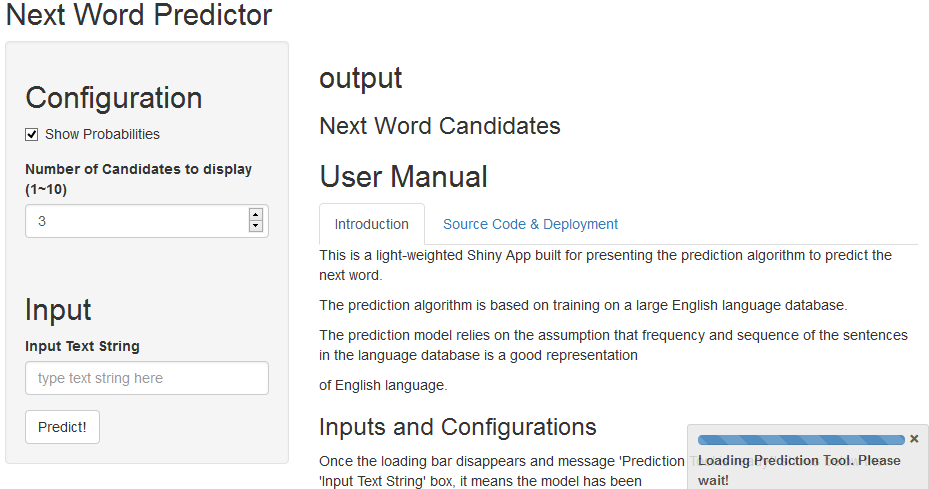 Next Word Predictor
Configuration
Show Probabilities
Number of Candidates to display
(1~10)
3
Input
Input Text String
type text string here
Predict!
output
Next Word Candidates
User Manual
Introduction
Source Code & Deployment
This is a light-weighted Shiny App built for presenting the prediction algorithm to predict the
next word.
The prediction algorithm is based on training on a large English language database.
The prediction model relies on the assumption that frequency and sequence of the sentences
in the language database is a good representation
of English language.
Inputs and Configurations
Once the loading bar disappears and message 'Prediction
'Input Text String' box, it means the model has been
×
Loading Prediction Tool. Please
wait!